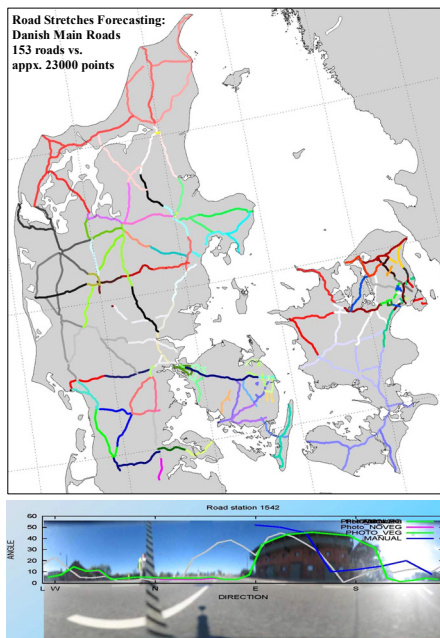 Road Stretches Forecasting:
Danish Main Roads
153 roads vs.
appx. 23000 points
Road station 1542
Photo_NOVEG
PHOTO_VEG
MANUAL
60
50
40
30
20
10
0
ANGLE
L W N E S
DIRECTION